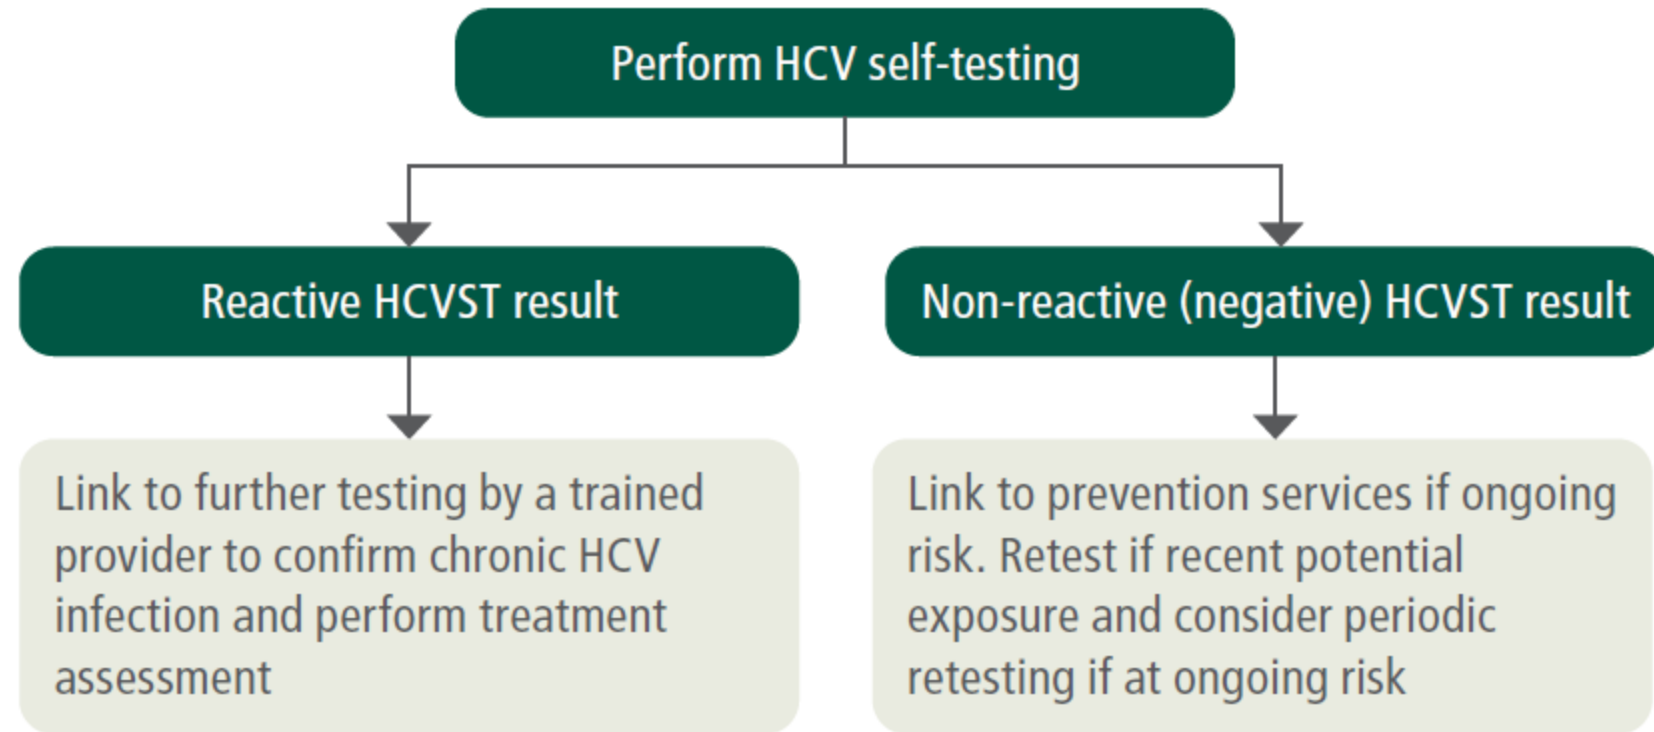 Perform HCV self-testing
Reactive HCVST result
Non-reactive (negative) HCVST result
Link to further testing by a trained
provider to confirm chronic HCV
infection and perform treatment
assessment
Link to prevention services if ongoing
risk. Retest if recent potential
exposure and consider periodic
retesting if at ongoing risk